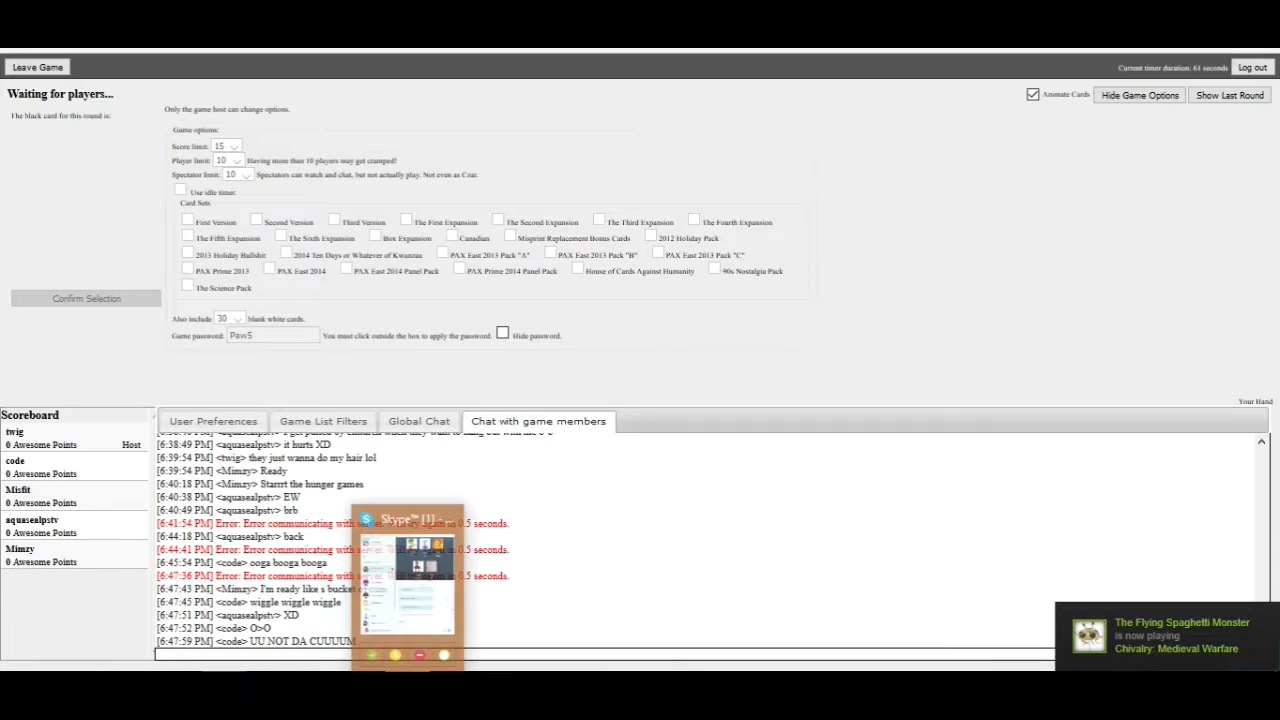 Leave Game
Current timer duration: 61 seconds
Log out
Waiting for players...
Animate Cards
Hide Game Options
Show Last Round
The black card for this round is:
Only the game host can change options.
Game options:
Score limit: 15
Player limit: 10 Having more than 10 players may get cramped!
Spectator limit: 10 Spectators can watch and chat, but not actually play. Not even as Czar.
Use idle timer.
Card Sets
First Version Second Version Third Version The First Expansion The Second Expansion The Third Expansion The Fourth Expansion
The Fifth Expansion The Sixth Expansion Box Expansion Canadian Misprint Replacement Bonus Cards 2012 Holiday Pack
2013 Holiday Bullshit 2014 Ten Days or Whatever of Kwanzaa PAX East 2013 Pack "A" PAX East 2013 Pack "B" PAX East 2013 Pack "C"
PAX Prime 2013 PAX East 2014 PAX East 2014 Panel Pack PAX Prime 2014 Panel Pack House of Cards Against Humanity 90s Nostalgia Pack
The Science Pack
Confirm Selection
Also include 30 blank white cards.
Game password: PawS You must click outside the box to apply the password. Hide password.
Your Hand
Scoreboard
twig
0 Awesome Points Host
code
0 Awesome Points
Misfit
0 Awesome Points
aquasealpstv
0 Awesome Points
Mimzy
0 Awesome Points
User Preferences Game List Filters Global Chat Chat with game members
[6:38:49 PM] <aquasealpstv> it hurts XD
[6:39:54 PM] <twig> they just wanna do my hair lol
[6:39:54 PM] <Mimzy> Ready
[6:40:18 PM] <Mimzy> Starrrt the hunger games
[6:40:38 PM] <aquasealpstv> EW
[6:40:49 PM] <aquasealpstv> brb
[6:41:54 PM] Error: Error communicating with server. Will try again in 0.5 seconds.
[6:44:18 PM] <aquasealpstv> back
[6:44:41 PM] Error: Error communicating with server. Will try again in 0.5 seconds.
[6:45:54 PM] <code> ooga booga booga
[6:47:36 PM] Error: Error communicating with server. Will try again in 0.5 seconds.
[6:47:43 PM] <Mimzy> I'm ready like s bucket
[6:47:45 PM] <code> wiggle wiggle wiggle
[6:47:51 PM] <aquasealpstv> XD
[6:47:52 PM] <code> O>O
[6:47:59 PM] <code> UU NOT DA CUUUUM
Skype™ [1] - ...
The Flying Spaghetti Monster
is now playing
Chivalry: Medieval Warfare